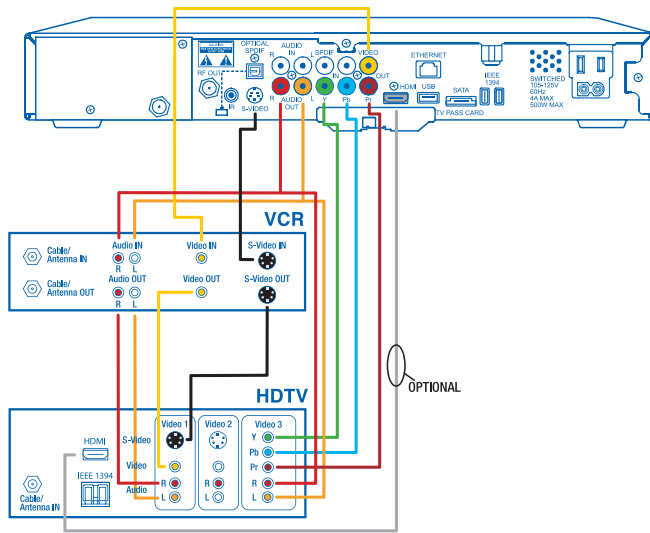 OPTICAL
SPDIF
AUDIO
IN
R L SPDIF VIDEO
RF OUT
ETHERNET
IN OUT
IR
S-VIDEO
R AUDIO L Y Pb Pr
OUT
HDMI USB
SATA
IEEE
1394
SWITCHED
105-125V
60Hz
4A MAX
500W MAX
TV PASS CARD
VCR
Cable/
Antenna IN
Audio IN
R L
Video IN
S-Video IN
Cable/
Antenna OUT
Audio OUT
R L
Video OUT
S-Video OUT
OPTIONAL
HDTV
Video 1
Video 2
Video 3
HDMI
S-Video
Y
Pb
Pr
IEEE 1394
Video
Audio
R
L
R
L
R
L
Cable/
Antenna IN